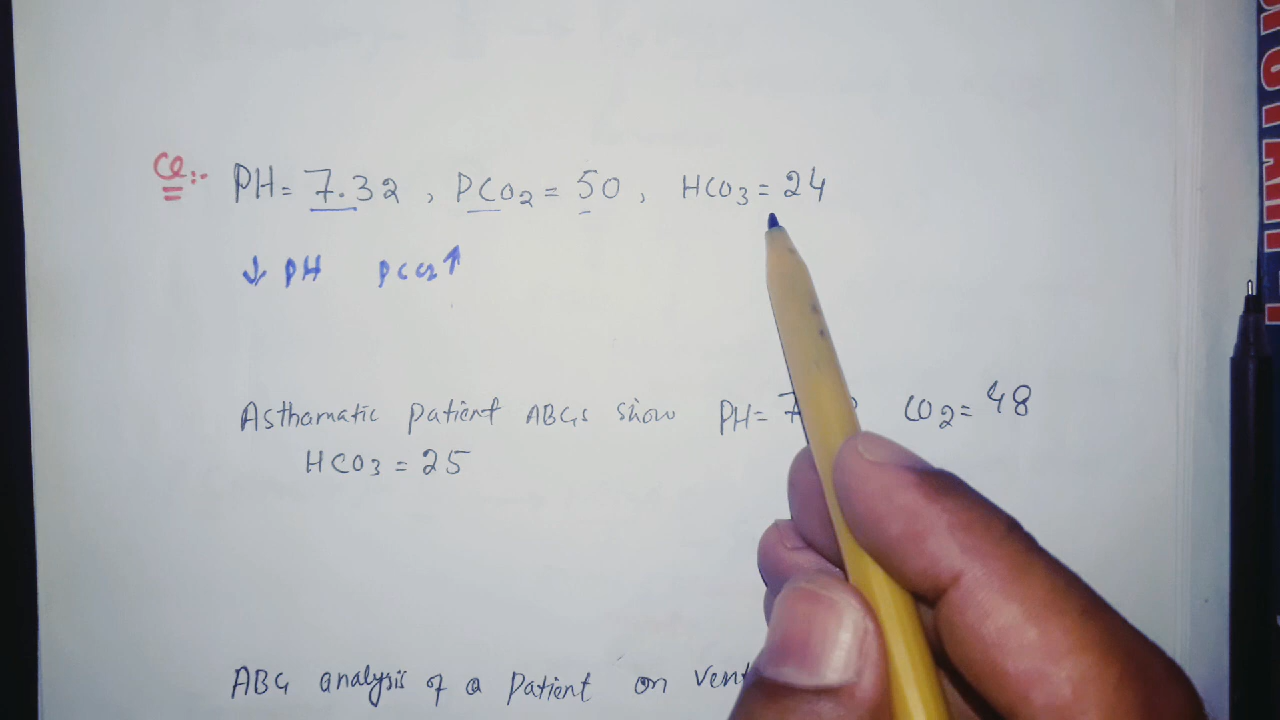 Q:- PH= 7.32 , PCO2 = 50 , HCO3 = 24
↓ PH PCO2↑
Asthamatic Patient ABGs show PH= CO2= 48
HCO3 = 25
ABG analysis of a Patient on